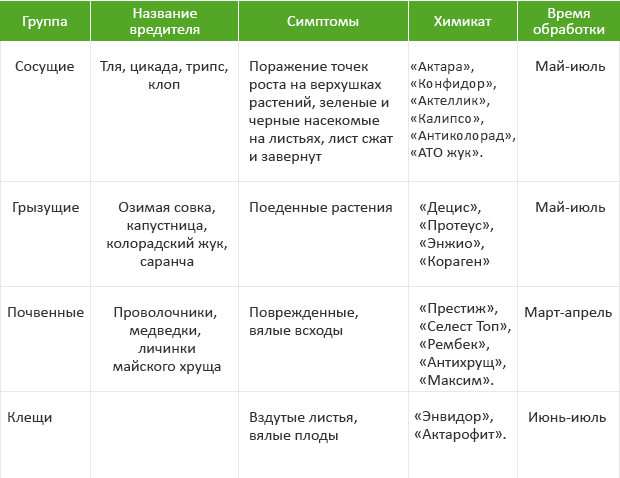 Группа
Название
вредителя
Симптомы
Химикат
Время
обработки
Сосущие
Тля, цикада, трипс,
клоп
Поражение точек
роста на верхушках
растений, зеленые и
черные насекомые
на листьях, лист сжат
и завернут
«Актара»,
«Конфидор»,
«Актеллик»,
«Калипсо»,
«Антиколорад»,
«АТО жук».
Май-июль
Грызущие
Озимая совка,
капустница,
колорадский жук,
саранча
Поеденные растения
«Децис»,
«Протеус»,
«Энжио»,
«Кораген»
Май-июль
Почвенные
Проволочники,
медведки,
личинки
майского хруща
Поврежденные,
вялые всходы
«Престиж»,
«Селест Топ»,
«Рембек»,
«Антихрущ»,
«Максим».
Март-апрель
Клещи
Вздутые листья,
вялые плоды
«Энвидор»,
«Актарофит».
Июнь-июль